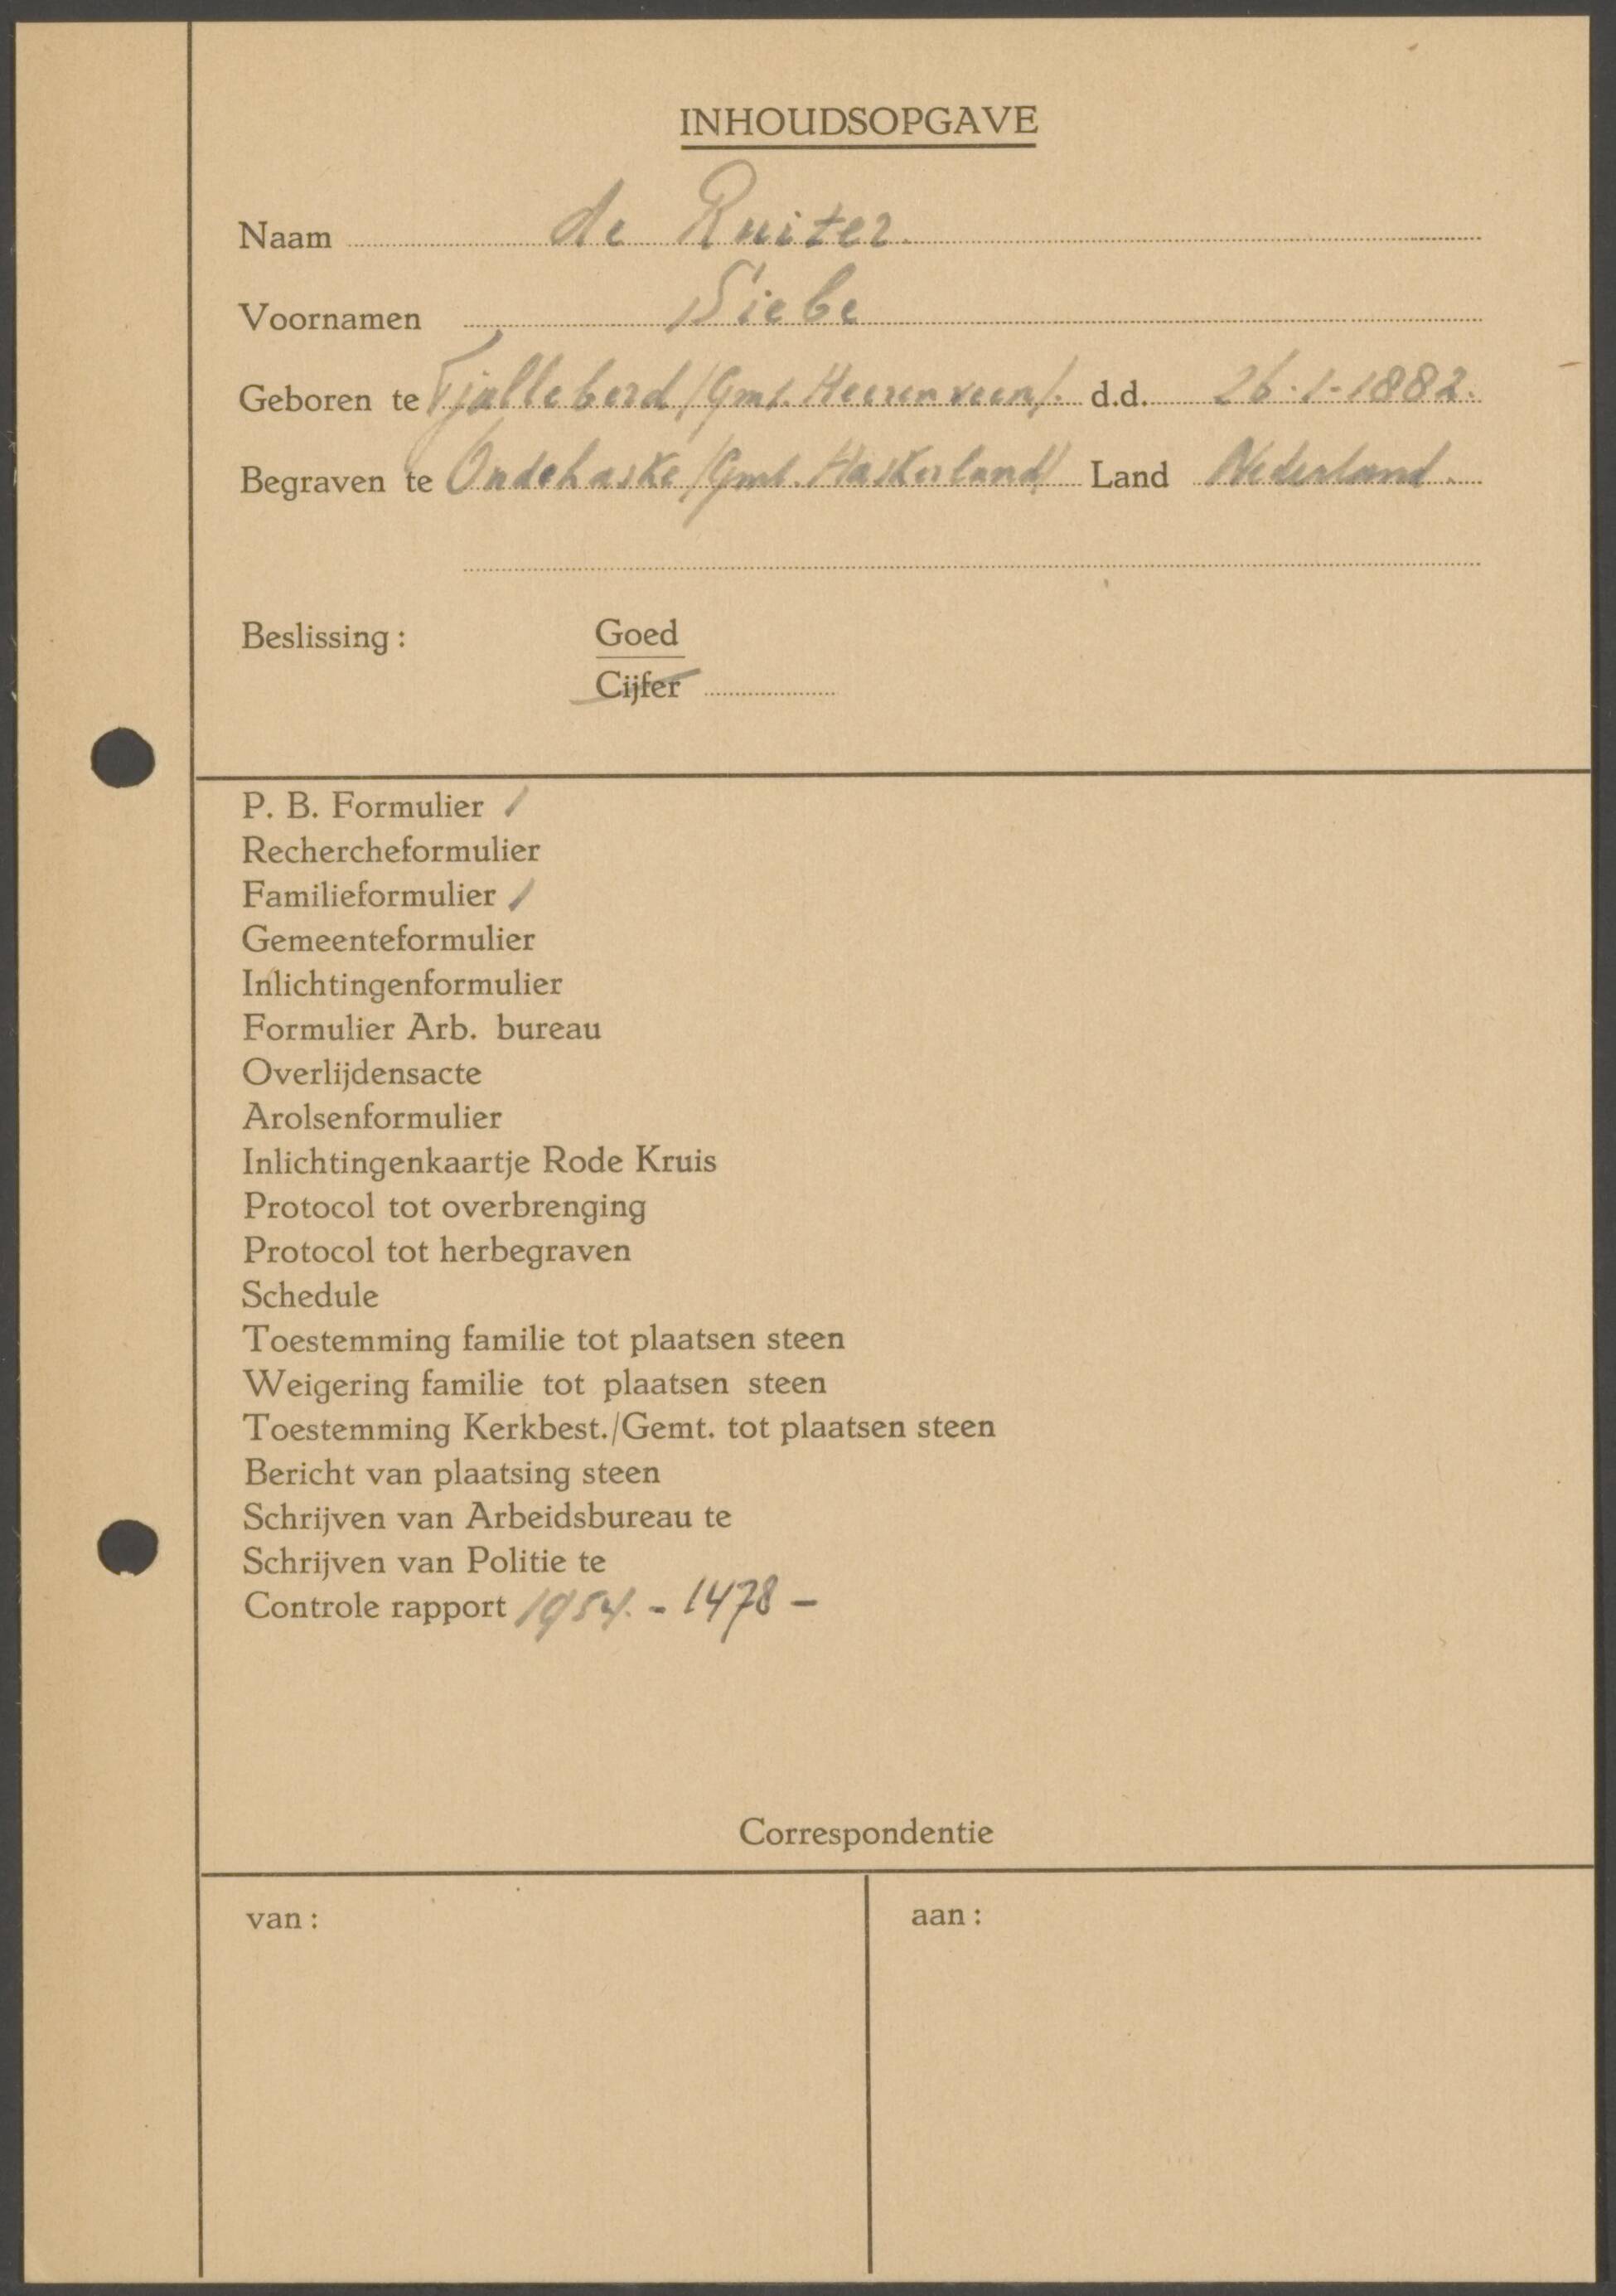 INHOUDSOPGAVE
Naam de Ruiter.
Voornamen Siebe
Geboren te Tjalleberd /Gmt. Heerenveen/. d.d. 26-1-1882.
Begraven te Oudehaske /Gmt. Haskerland/ Land Nederland.
Beslissing : Goed
Cijfer
P. B. Formulier /
Rechercheformulier
Familieformulier /
Gemeenteformulier
Inlichtingenformulier
Formulier Arb. bureau
Overlijdensacte
Arolsenformulier
Inlichtingenkaartje Rode Kruis
Protocol tot overbrenging
Protocol tot herbegraven
Schedule
Toestemming familie tot plaatsen steen
Weigering familie tot plaatsen steen
Toestemming Kerkbest./Gemt. tot plaatsen steen
Bericht van plaatsing steen
Schrijven van Arbeidsbureau te
Schrijven van Politie te
Controle rapport 1954. - 1478 -
Correspondentie
van : aan :